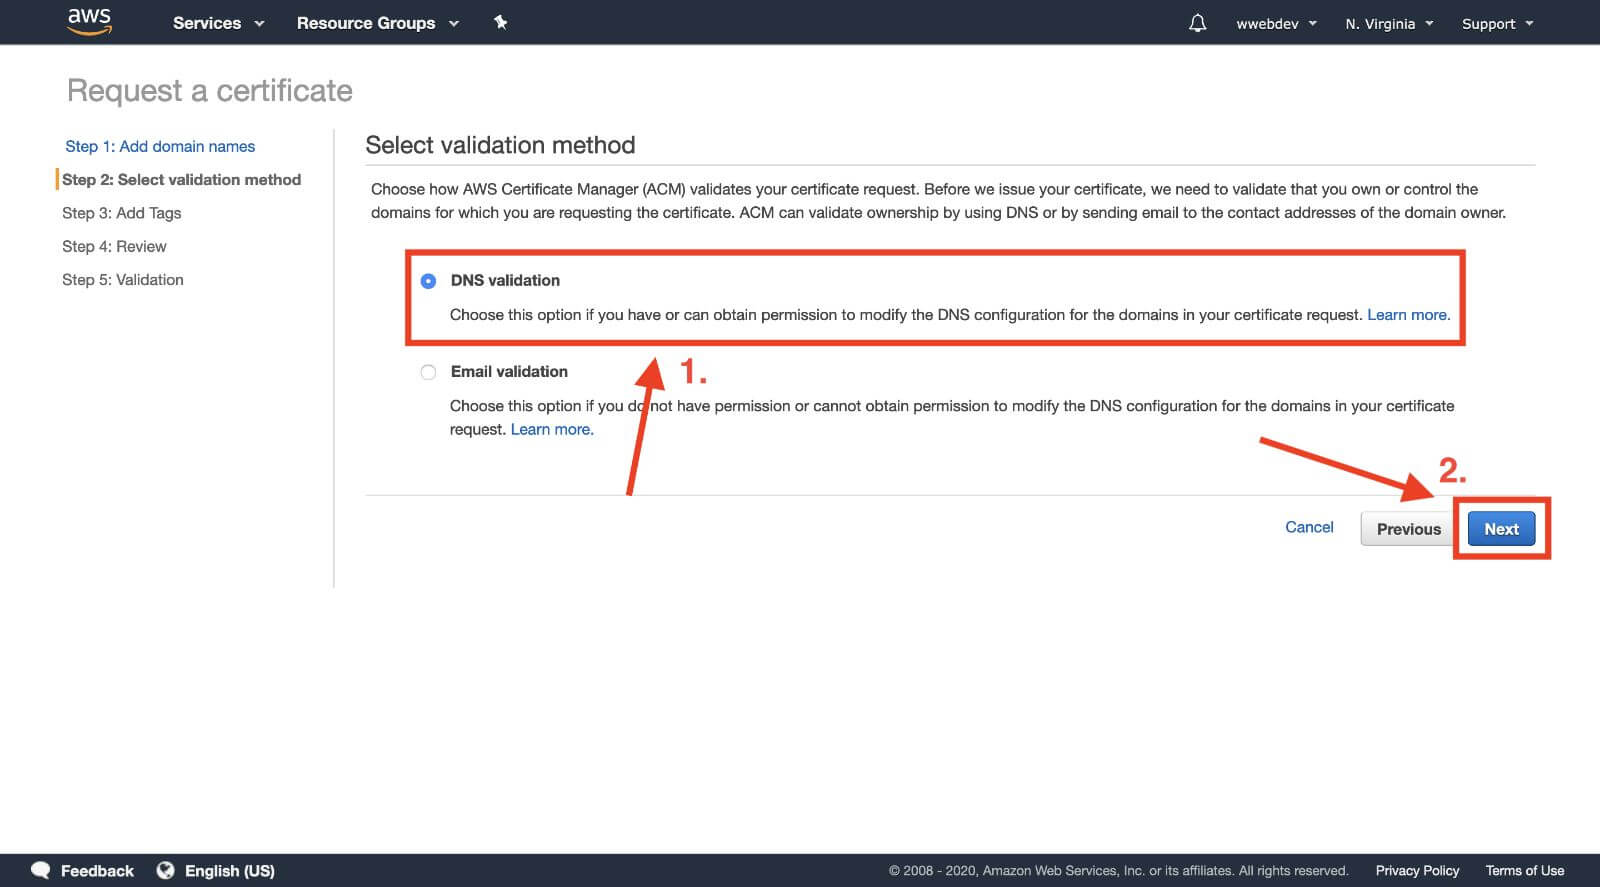 aws Services Resource Groups wwebdev N. Virginia Support
Request a certificate
Step 1: Add domain names
Step 2: Select validation method
Step 3: Add Tags
Step 4: Review
Step 5: Validation
Select validation method
Choose how AWS Certificate Manager (ACM) validates your certificate request. Before we issue your certificate, we need to validate that you own or control the
domains for which you are requesting the certificate. ACM can validate ownership by using DNS or by sending email to the contact addresses of the domain owner.
DNS validation
Choose this option if you have or can obtain permission to modify the DNS configuration for the domains in your certificate request. Learn more.
1.
Email validation
Choose this option if you do not have permission or cannot obtain permission to modify the DNS configuration for the domains in your certificate
request. Learn more.
2.
Cancel Previous Next
Feedback English (US) © 2008 - 2020, Amazon Web Services, Inc. or its affiliates. All rights reserved. Privacy Policy Terms of Use